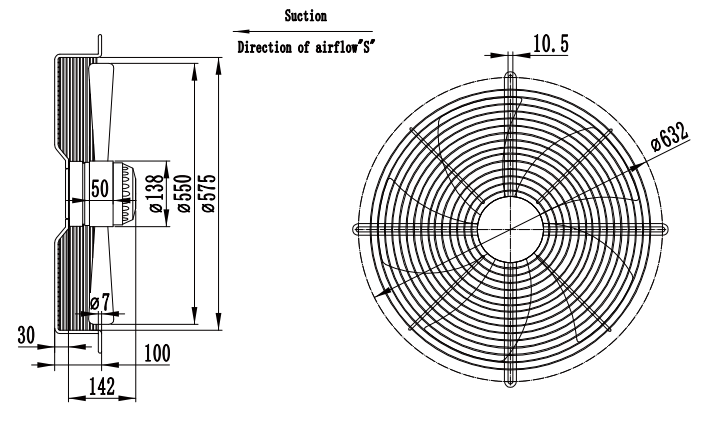 Suction
Direction of airflow"S"
10.5
ø632
50
ø138
ø550
ø575
ø7
30
100
142